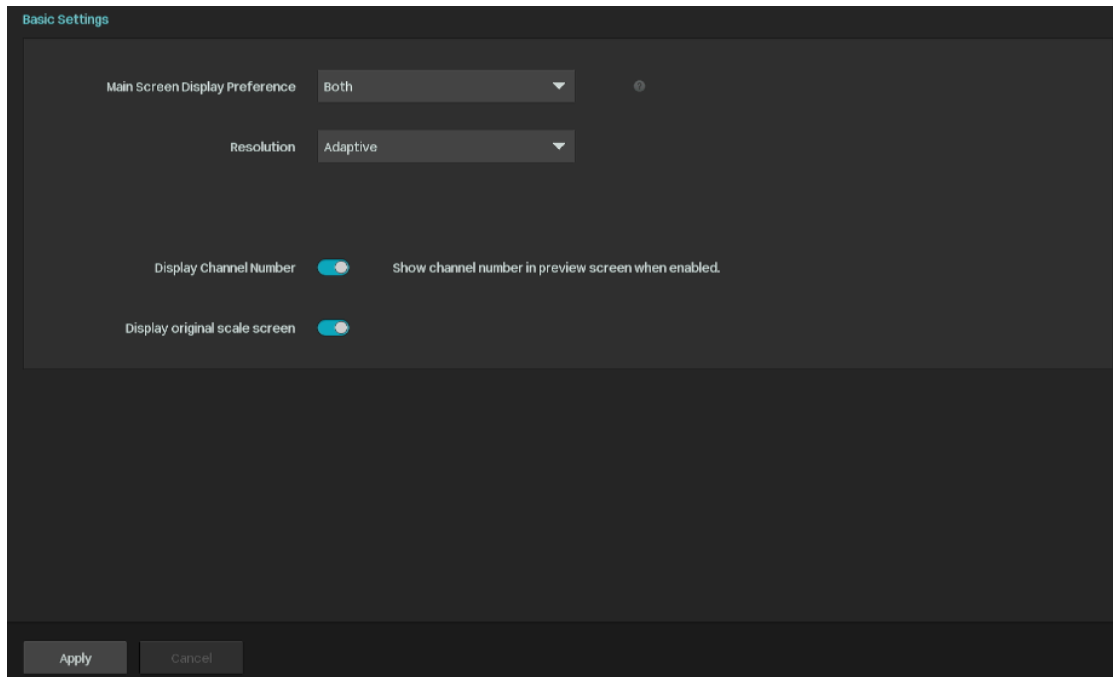 Basic Settings
Main Screen Display Preference Both
Resolution Adaptive
Display Channel Number Show channel number in preview screen when enabled.
Display original scale screen
Apply Cancel